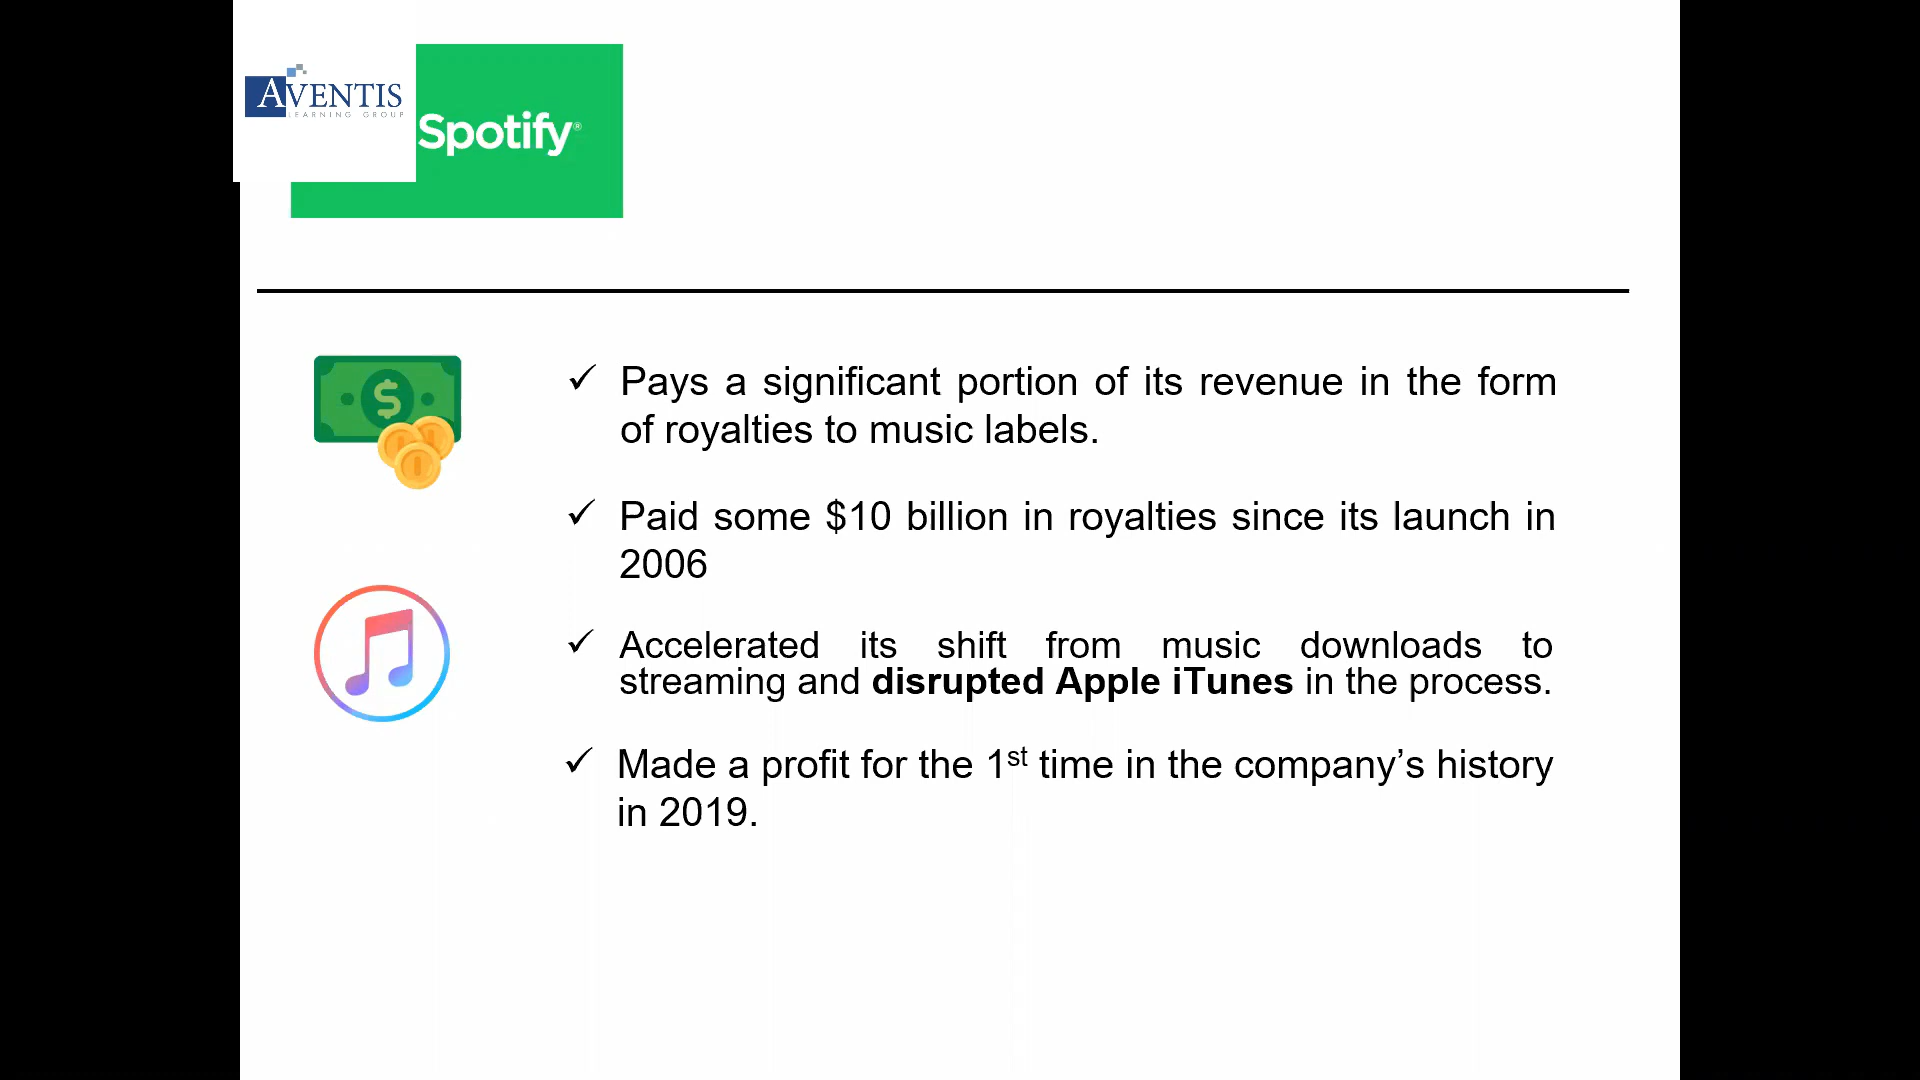 AVENTIS
LEARNING GROUP
Spotify®
✓ Pays a significant portion of its revenue in the form
of royalties to music labels.
✓ Paid some $10 billion in royalties since its launch in
2006
✓ Accelerated its shift from music downloads to
streaming and disrupted Apple iTunes in the process.
✓ Made a profit for the 1st time in the company’s history
in 2019.